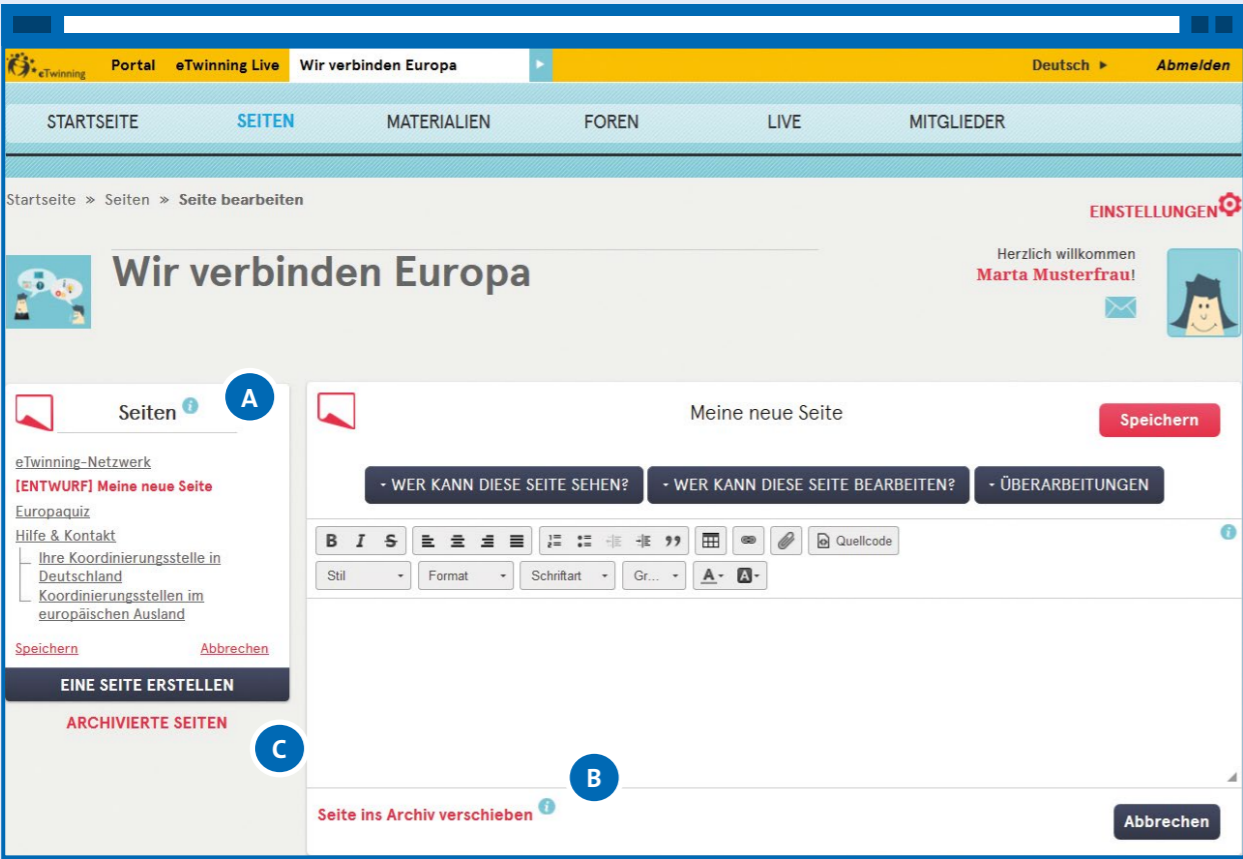 eTwinning Portal eTwinning Live Wir verbinden Europa Deutsch Abmelden
STARTSEITE SEITEN MATERIALIEN FOREN LIVE MITGLIEDER
Startseite » Seiten » Seite bearbeiten
EINSTELLUNGEN
Wir verbinden Europa
Herzlich willkommen
Marta Musterfrau!
A
Seiten i
eTwinning-Netzwerk
[ENTWURF] Meine neue Seite
Europaquiz
Hilfe & Kontakt
Ihre Koordinierungsstelle in
Deutschland
Koordinierungsstellen im
europäischen Ausland
Speichern Abbrechen
EINE SEITE ERSTELLEN
ARCHIVIERTE SEITEN
C
Meine neue Seite
Speichern
- WER KANN DIESE SEITE SEHEN? - WER KANN DIESE SEITE BEARBEITEN? - ÜBERARBEITUNGEN
B I S Quellcode i
Stil Format Schriftart Gr... A A
B
Seite ins Archiv verschieben i
Abbrechen